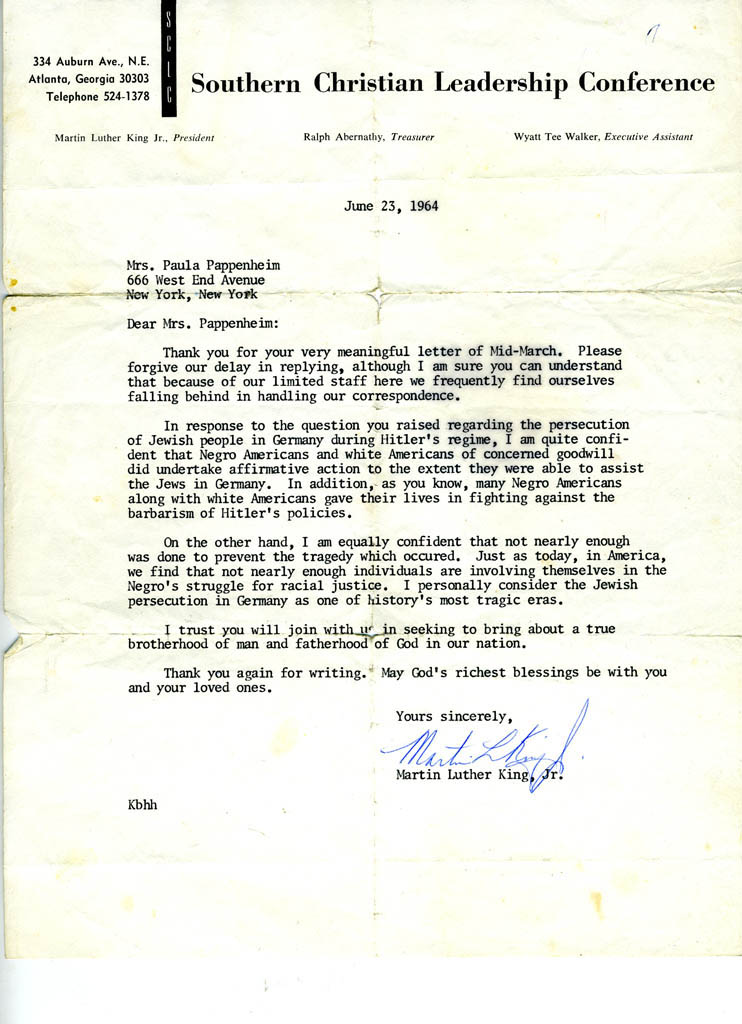 SCLC
334 Auburn Ave., N.E.
Atlanta, Georgia 30303
Telephone 524-1378
Southern Christian Leadership Conference
Martin Luther King Jr., President Ralph Abernathy, Treasurer Wyatt Tee Walker, Executive Assistant
June 23, 1964
Mrs. Paula Pappenheim
666 West End Avenue
New York, New York
Dear Mrs. Pappenheim:
Thank you for your very meaningful letter of Mid-March. Please
forgive our delay in replying, although I am sure you can understand
that because of our limited staff here we frequently find ourselves
falling behind in handling our correspondence.
In response to the question you raised regarding the persecution
of Jewish people in Germany during Hitler's regime, I am quite confi-
dent that Negro Americans and white Americans of concerned goodwill
did undertake affirmative action to the extent they were able to assist
the Jews in Germany. In addition, as you know, many Negro Americans
along with white Americans gave their lives in fighting against the
barbarism of Hitler's policies.
On the other hand, I am equally confident that not nearly enough
was done to prevent the tragedy which occured. Just as today, in America,
we find that not nearly enough individuals are involving themselves in the
Negro's struggle for racial justice. I personally consider the Jewish
persecution in Germany as one of history's most tragic eras.
I trust you will join with us in seeking to bring about a true
brotherhood of man and fatherhood of God in our nation.
Thank you again for writing. May God's richest blessings be with you
and your loved ones.
Yours sincerely,
Martin L King Jr.
Martin Luther King, Jr.
Kbhh